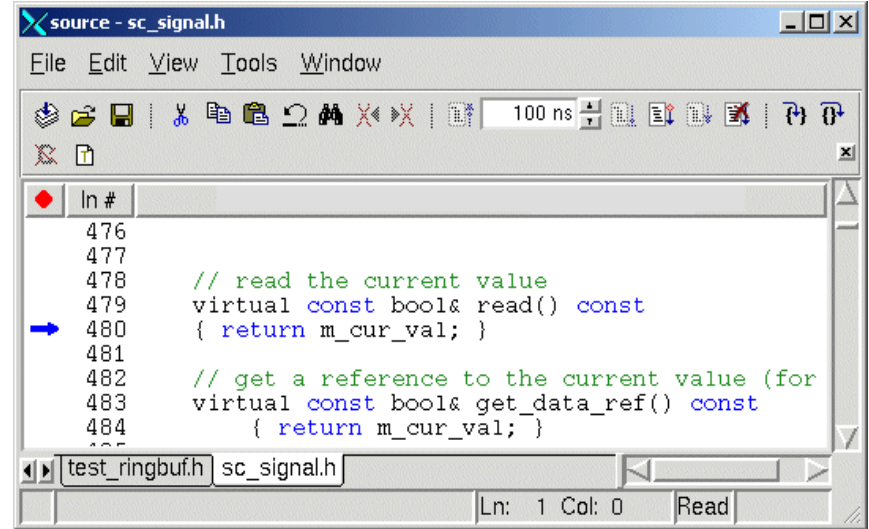 source - sc_signal.h
File Edit View Tools Window
100 ns
ln #
476
477
478 // read the current value
479 virtual const bool& read() const
480 { return m_cur_val; }
481
482 // get a reference to the current value (for
483 virtual const bool& get_data_ref() const
484 { return m_cur_val; }
test_ringbuf.h sc_signal.h
Ln: 1 Col: 0 Read